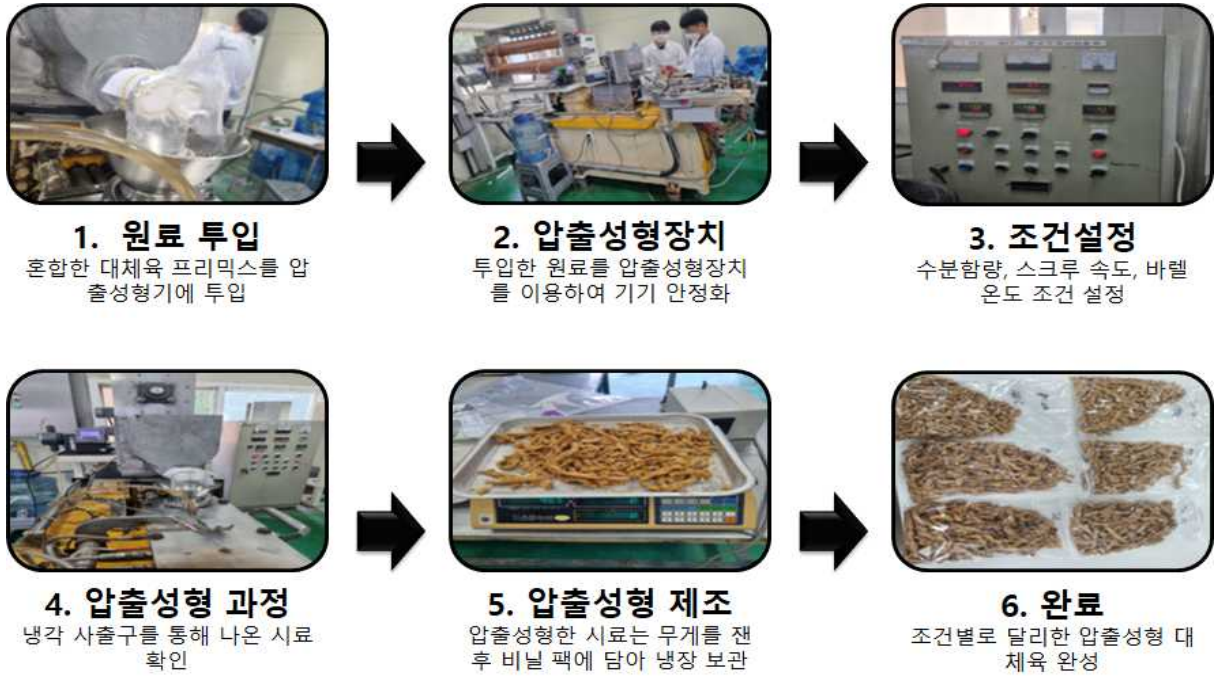 1. 원료 투입
혼합한 대체육 프리믹스를 압
출성형기에 투입
2. 압출성형장치
투입한 원료를 압출성형장치
를 이용하여 기기 안정화
3. 조건설정
수분함량, 스크루 속도, 바렐
온도 조건 설정
4. 압출성형 과정
냉각 사출구를 통해 나온 시료
확인
5. 압출성형 제조
압출성형한 시료는 무게를 잰
후 비닐 팩에 담아 냉장 보관
6. 완료
조건별로 달리한 압출성형 대
체육 완성